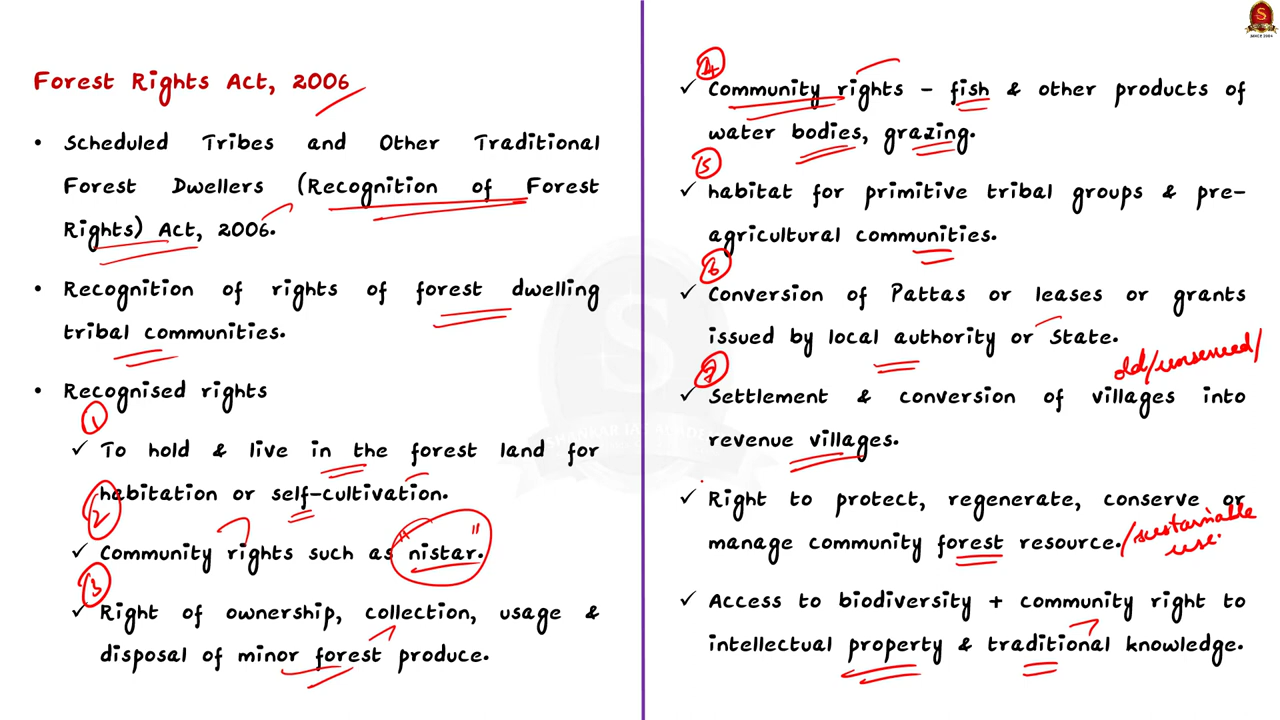 Forest Rights Act, 2006
• Scheduled Tribes and Other Traditional
Forest Dwellers (Recognition of Forest
Rights) Act, 2006.
• Recognition of rights of forest dwelling
tribal communities.
• Recognised rights
1
✓ To hold & live in the forest land for
habitation or self-cultivation.
2
✓ Community rights such as "nistar."
3
✓ Right of ownership, collection, usage &
disposal of minor forest produce.
4
✓ Community rights - fish & other products of
water bodies, grazing.
5
✓ habitat for primitive tribal groups & pre-
agricultural communities.
6
✓ Conversion of Pattas or leases or grants
issued by local authority or State.
7
old/unserved/
✓ Settlement & conversion of villages into
revenue villages.
✓ Right to protect, regenerate, conserve or
manage community forest resource. /sustainable
use.
✓ Access to biodiversity + community right to
intellectual property & traditional knowledge.
S
SINCE 2004
SHANKAR IAS ACADEMY